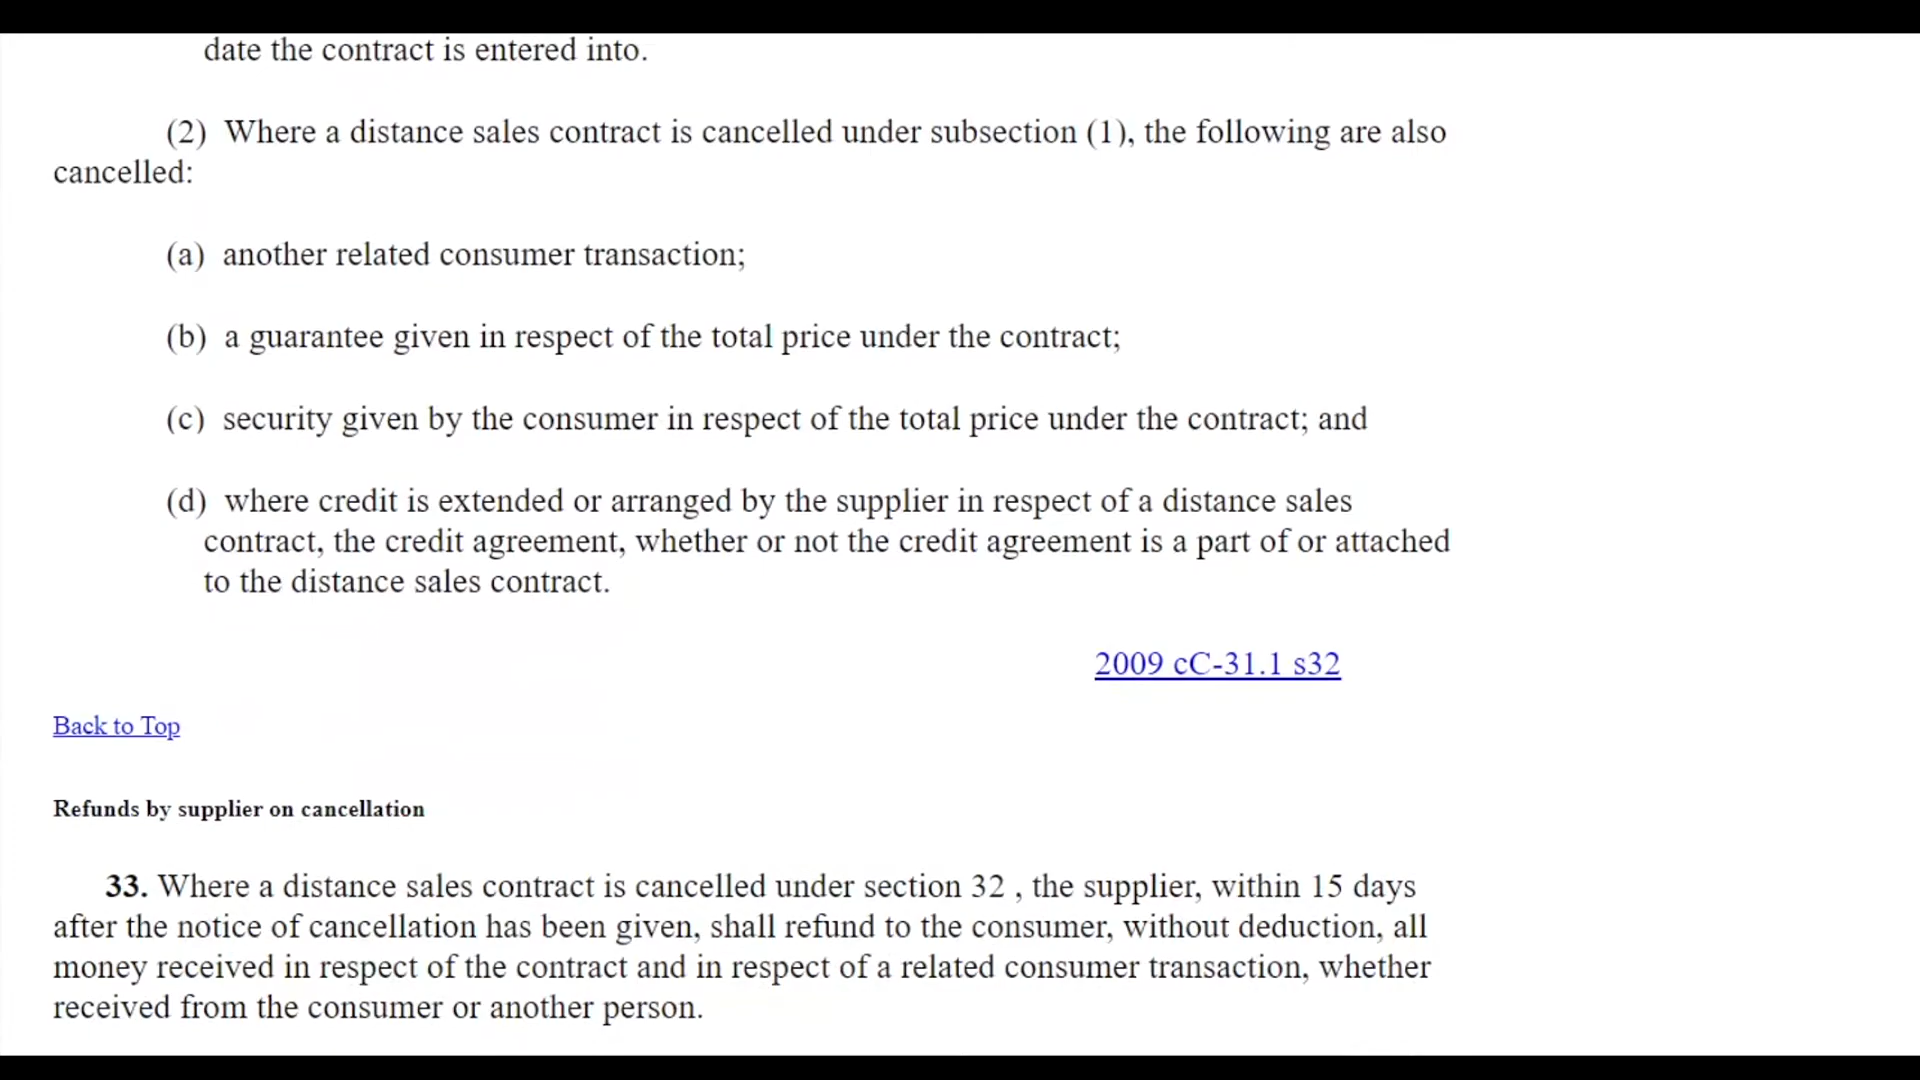 date the contract is entered into.
(2) Where a distance sales contract is cancelled under subsection (1), the following are also
cancelled:
(a) another related consumer transaction;
(b) a guarantee given in respect of the total price under the contract;
(c) security given by the consumer in respect of the total price under the contract; and
(d) where credit is extended or arranged by the supplier in respect of a distance sales
contract, the credit agreement, whether or not the credit agreement is a part of or attached
to the distance sales contract.
2009 cC-31.1 s32
Back to Top
Refunds by supplier on cancellation
33. Where a distance sales contract is cancelled under section 32 , the supplier, within 15 days
after the notice of cancellation has been given, shall refund to the consumer, without deduction, all
money received in respect of the contract and in respect of a related consumer transaction, whether
received from the consumer or another person.